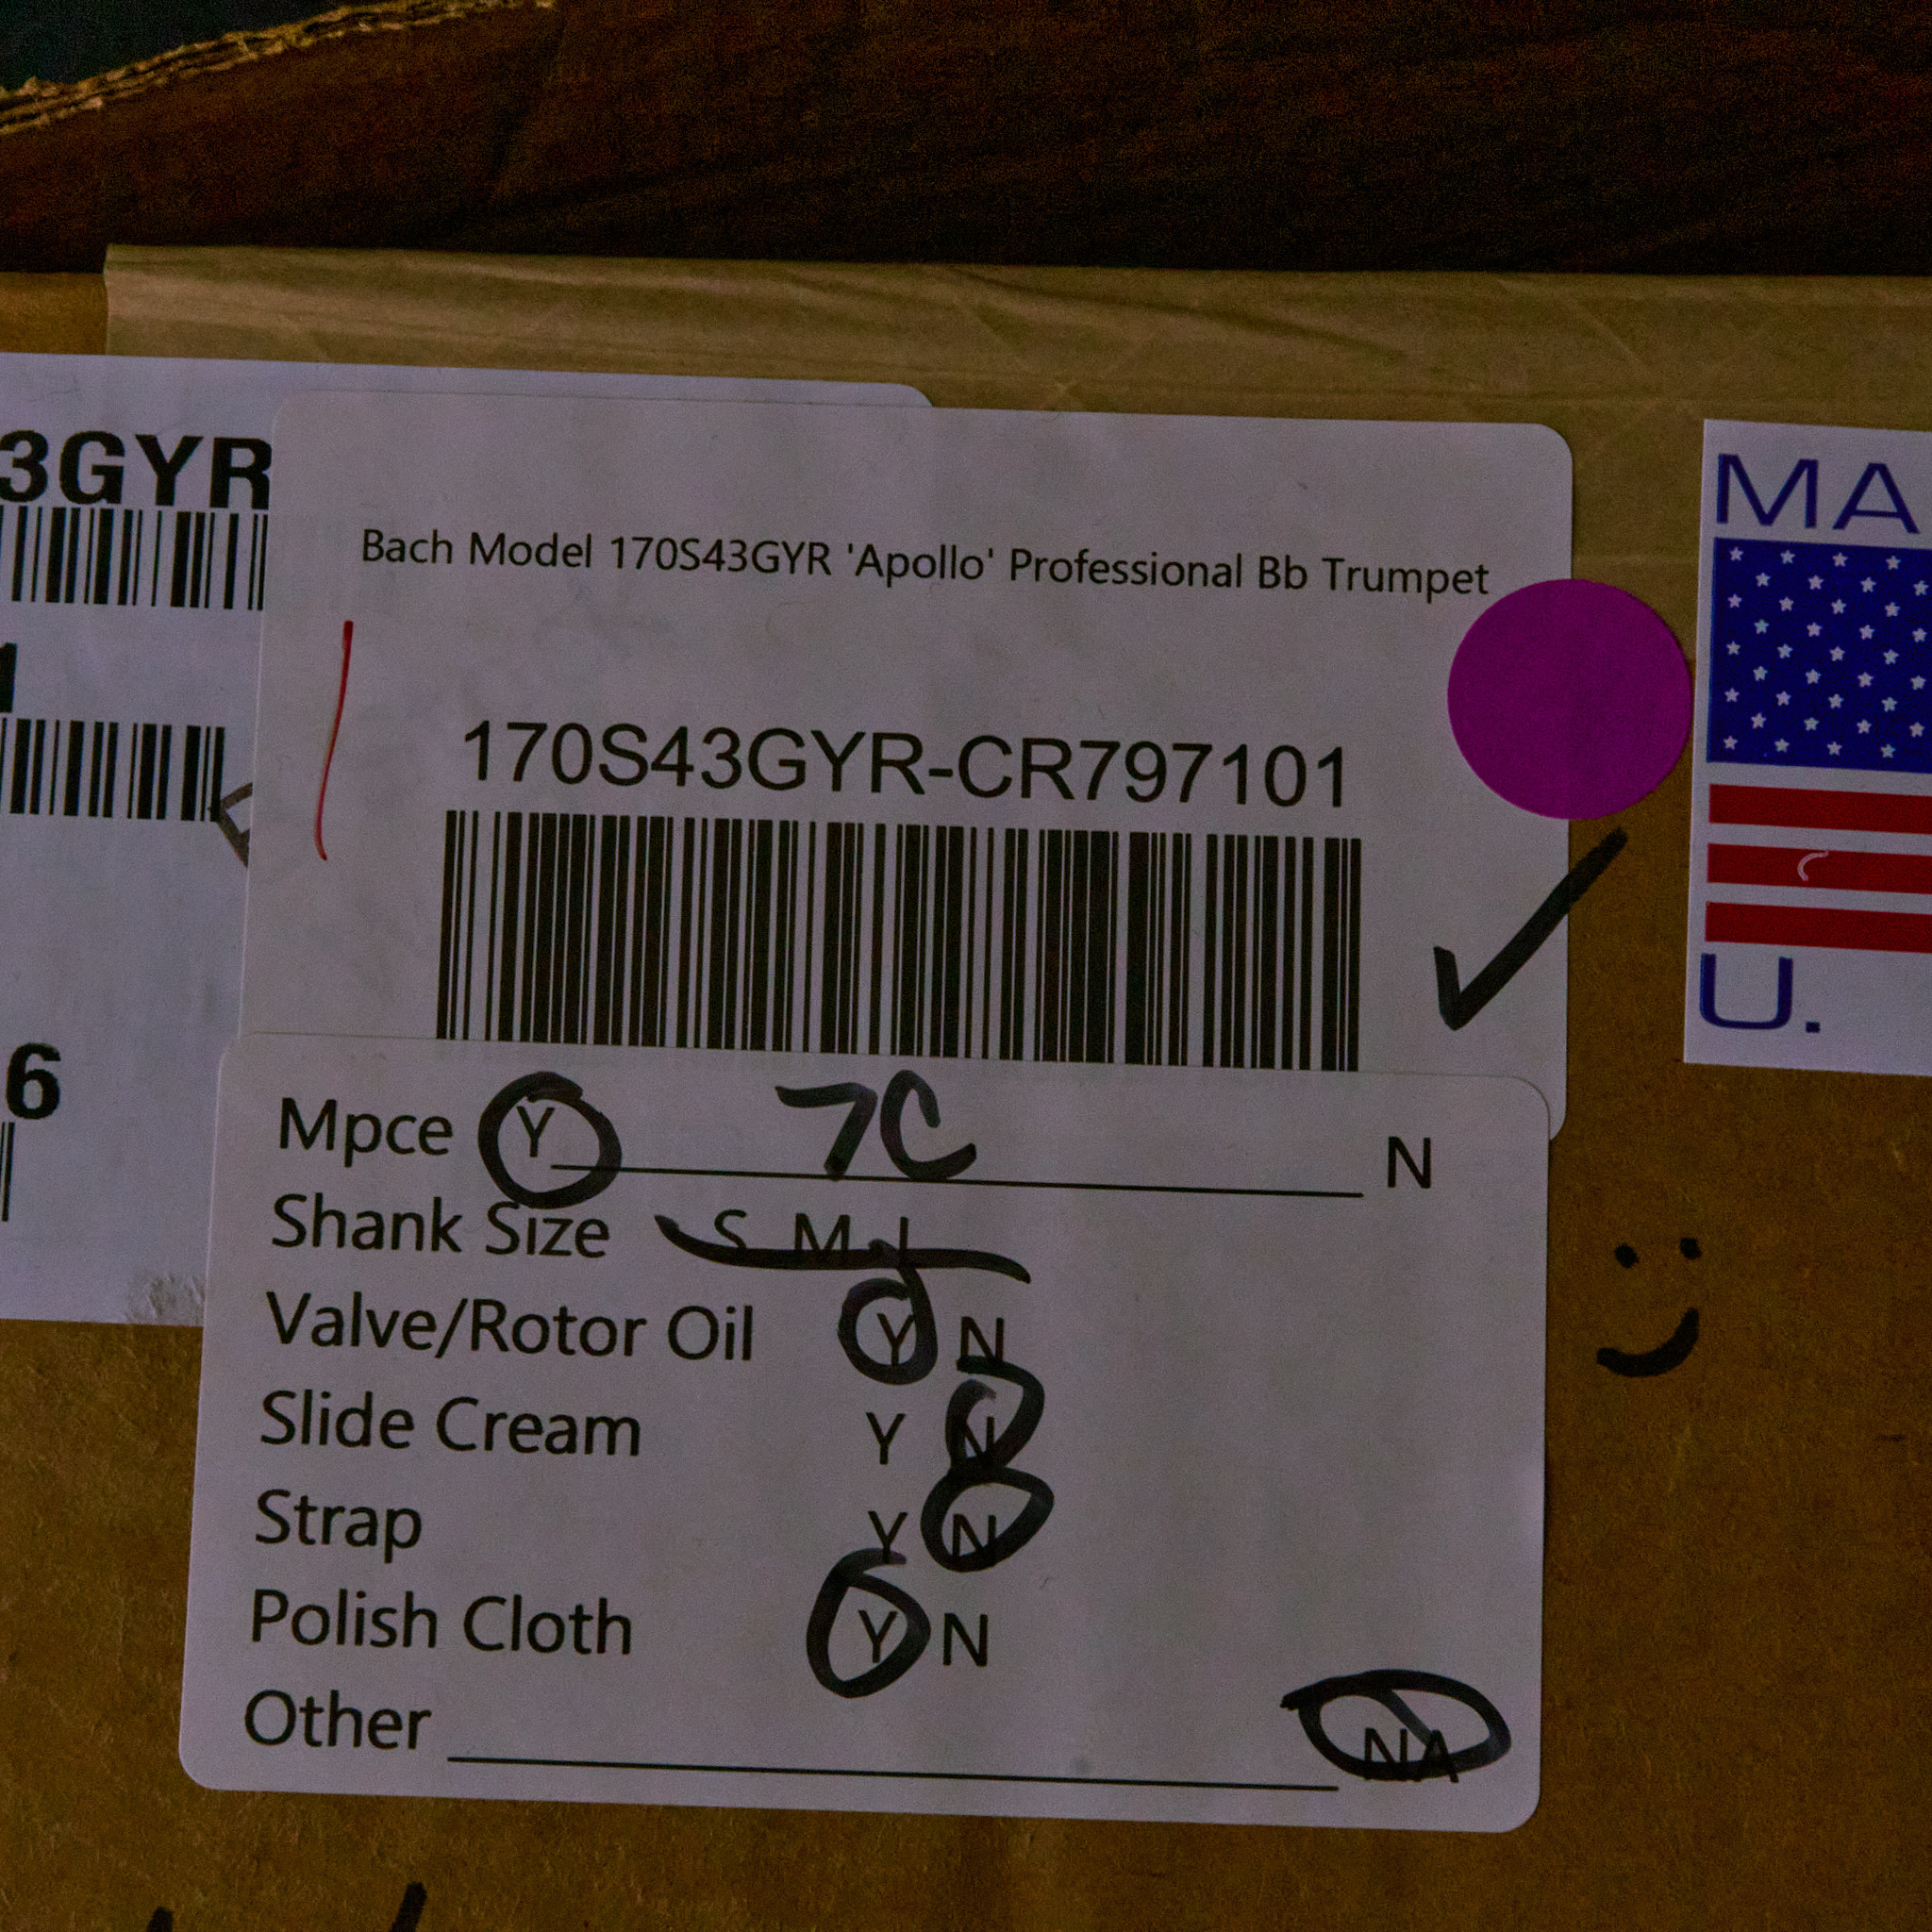 3GYR
1
6
Bach Model 170S43GYR 'Apollo' Professional Bb Trumpet
170S43GYR-CR797101
Mpce Y 7C N
Shank Size S M L
Valve/Rotor Oil Y N
Slide Cream Y N
Strap Y N
Polish Cloth Y N
Other NA
MA
U.